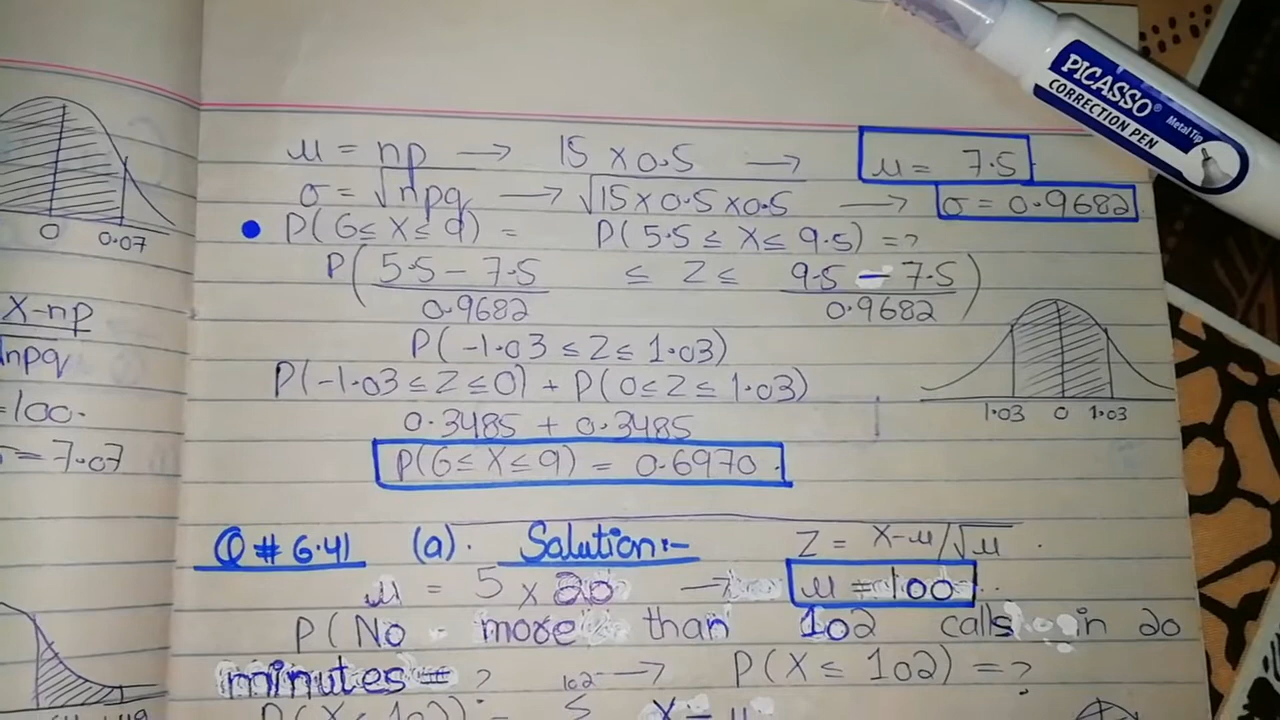 μ = np → 15 × 0.5 → μ = 7.5
σ = √npq → √15×0.5×0.5 → σ = 0.9682
• P(6 ≤ X ≤ 9) = P(5.5 ≤ X ≤ 9.5) = ?
P( 5.5 – 7.5 / 0.9682 ≤ Z ≤ 9.5 – 7.5 / 0.9682 )
P(-1.03 ≤ Z ≤ 1.03)
P(-1.03 ≤ Z ≤ 0) + P(0 ≤ Z ≤ 1.03)
0.3485 + 0.3485
P(6 ≤ X ≤ 9) = 0.6970.
1.03 0 1.03
Q # 6.41 (a). Solution:- Z = X-μ/√μ .
μ = 5 × 20 → μ = 100
P(No more than 102 calls in 20
minutes = ? → P(X ≤ 102) = ?
P(X ≤ 102) = 102 Σ X – μ
0 0.07
X-np
npq
=100.
= 7.07
PICASSO®
CORRECTION PEN
Metal Tip